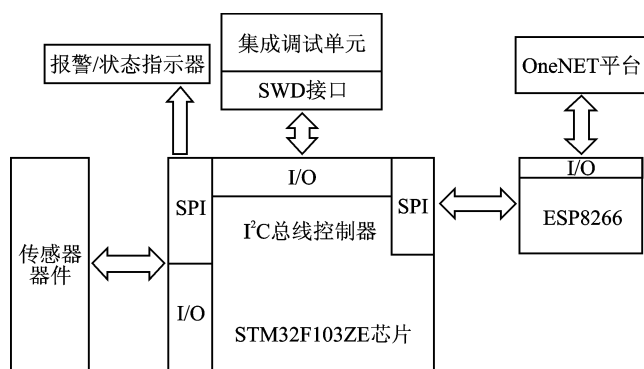 集成调试单元
SWD接口
报警/状态指示器
OneNET平台
I/O
I/O
SPI
SPI
ESP8266
I²C总线控制器
传感器
器件
I/O
STM32F103ZE芯片